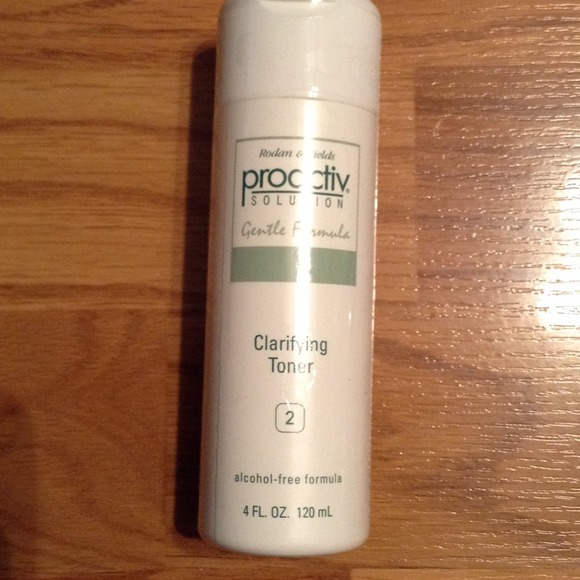 Rodan & Fields
proactiv®
SOLUTION
Gentle Formula
Clarifying
Toner
2
alcohol-free formula
4 FL. OZ. 120 mL